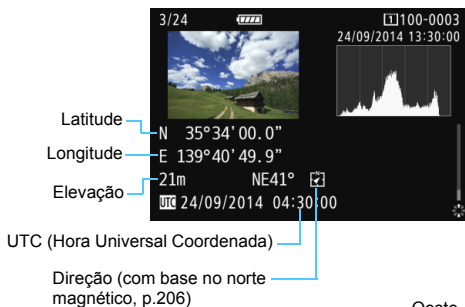 3/24
1 100-0003
24/09/2014 13:30:00
Latitude
N 35°34'00.0"
Longitude
E 139°40'49.9"
Elevação
21m NE41°
UTC 24/09/2014 04:30:00
UTC (Hora Universal Coordenada)
Direção (com base no norte
magnético, p.206)